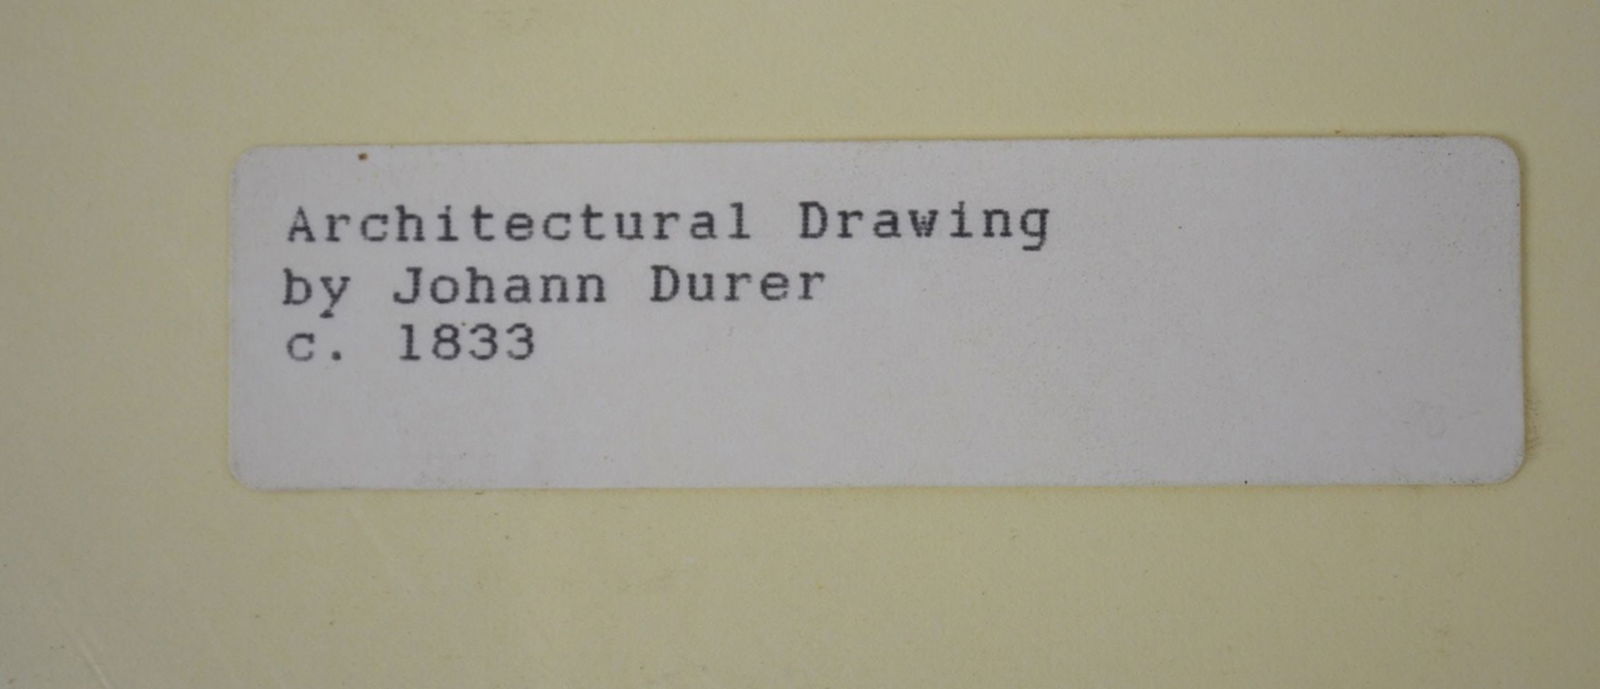 Architectural Drawing
by Johann Durer
c. 1833